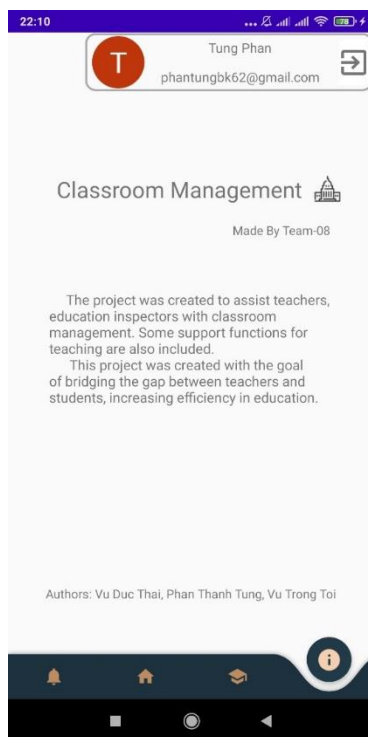 22:10
78
T
Tung Phan
phantungbk62@gmail.com
Classroom Management
Made By Team-08
The project was created to assist teachers,
education inspectors with classroom
management. Some support functions for
teaching are also included.
This project was created with the goal
of bridging the gap between teachers and
students, increasing efficiency in education.
Authors: Vu Duc Thai, Phan Thanh Tung, Vu Trong Toi